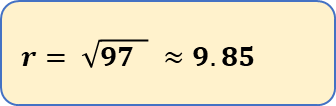 r = √97 ≈ 9.85